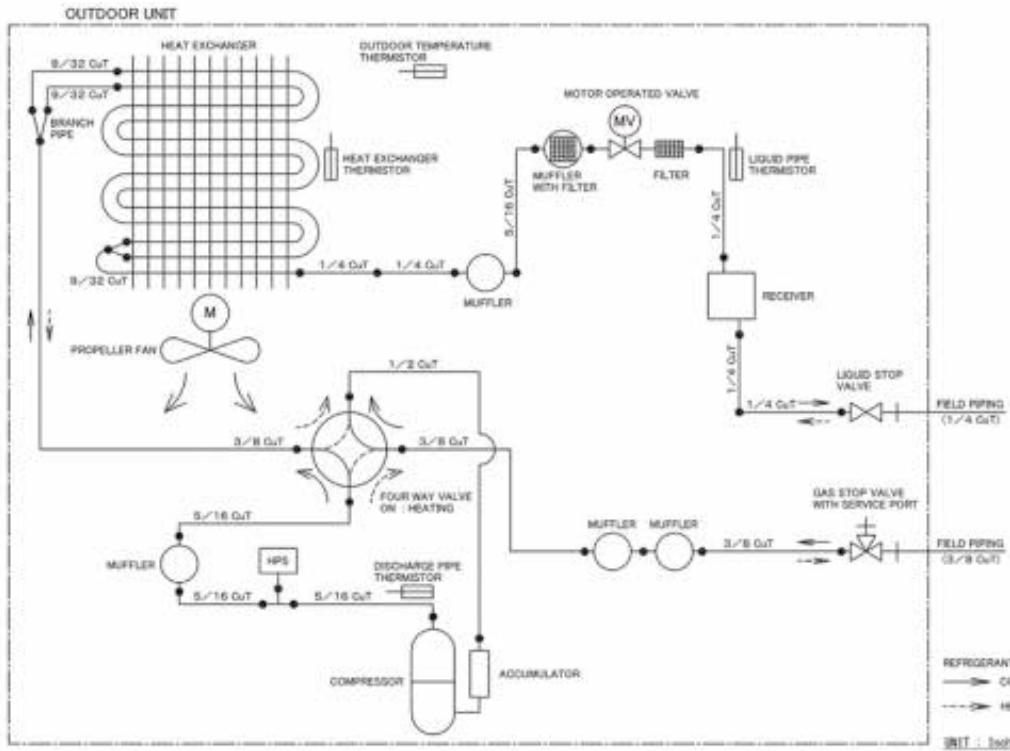 OUTDOOR UNIT
HEAT EXCHANGER
OUTDOOR TEMPERATURE
THERMISTOR
9/32 CuT
9/32 CuT
BRANCH
PIPE
HEAT EXCHANGER
THERMISTOR
MOTOR OPERATED VALVE
MV
MUFFLER
WITH FILTER
FILTER
LIQUID PIPE
THERMISTOR
5/16 CuT
1/4 CuT
9/32 CuT
1/4 CuT
1/4 CuT
MUFFLER
RECEIVER
M
PROPELLER FAN
1/2 CuT
1/4 CuT
LIQUID STOP
VALVE
1/4 CuT
FIELD PIPING
(1/4 CuT)
3/8 CuT
3/8 CuT
FOUR WAY VALVE
ON : HEATING
GAS STOP VALVE
WITH SERVICE PORT
5/16 CuT
MUFFLER
HPS
DISCHARGE PIPE
THERMISTOR
MUFFLER
MUFFLER
3/8 CuT
FIELD PIPING
(3/8 CuT)
5/16 CuT
5/16 CuT
COMPRESSOR
ACCUMULATOR
REFRIGERANT
UNIT :